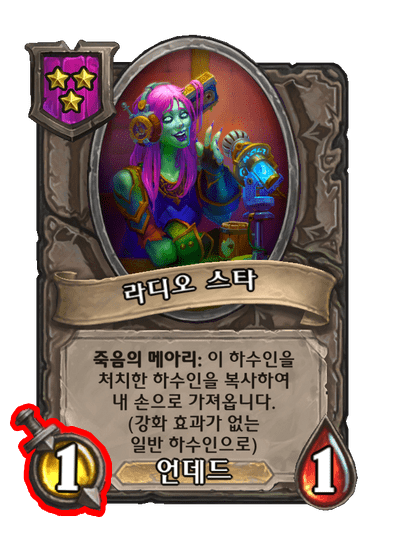 라디오 스타
죽음의 메아리: 이 하수인을
처치한 하수인을 복사하여
내 손으로 가져옵니다.
(강화 효과가 없는
일반 하수인으로)
1
언데드
1